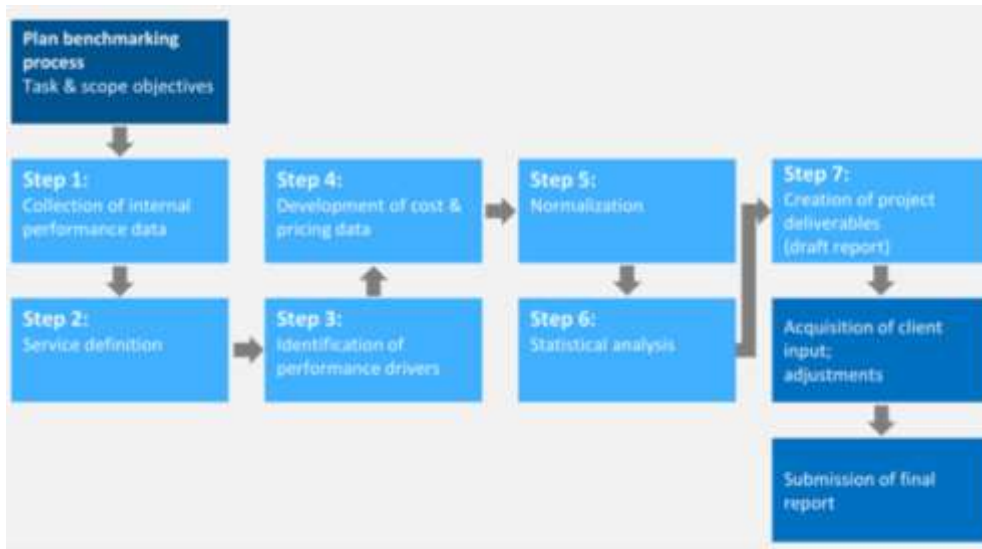 Plan benchmarking
process
Task & scope objectives
Step 1:
Collection of internal
performance data
Step 2:
Service definition
Step 3:
Identification of
performance drivers
Step 4:
Development of cost &
pricing data
Step 5:
Normalization
Step 6:
Statistical analysis
Step 7:
Creation of project
deliverables
(draft report)
Acquisition of client
input;
adjustments
Submission of final
report